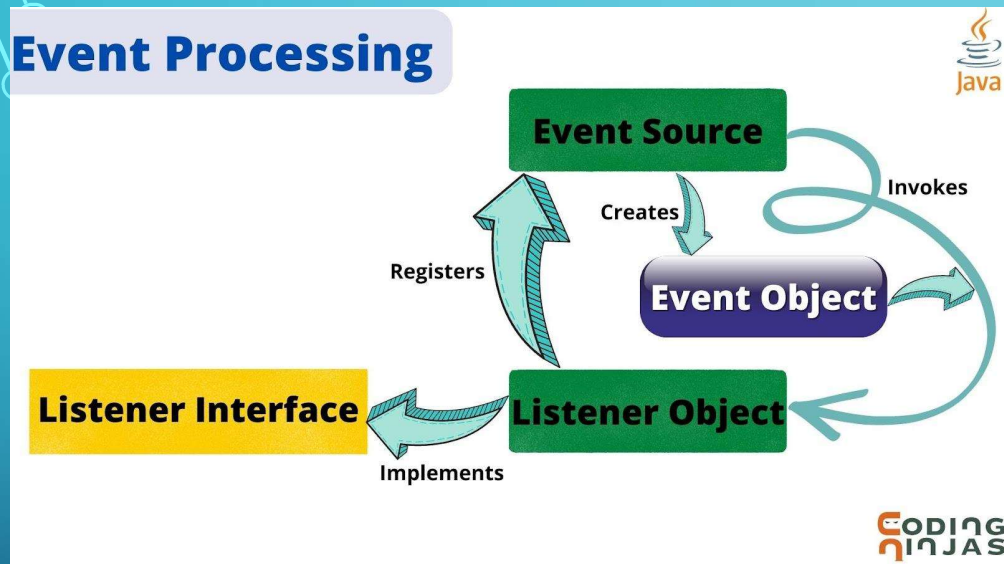 Event Processing
Java
Event Source
Invokes
Creates
Registers
Event Object
Listener Interface
Listener Object
Implements
CODING
NINJAS